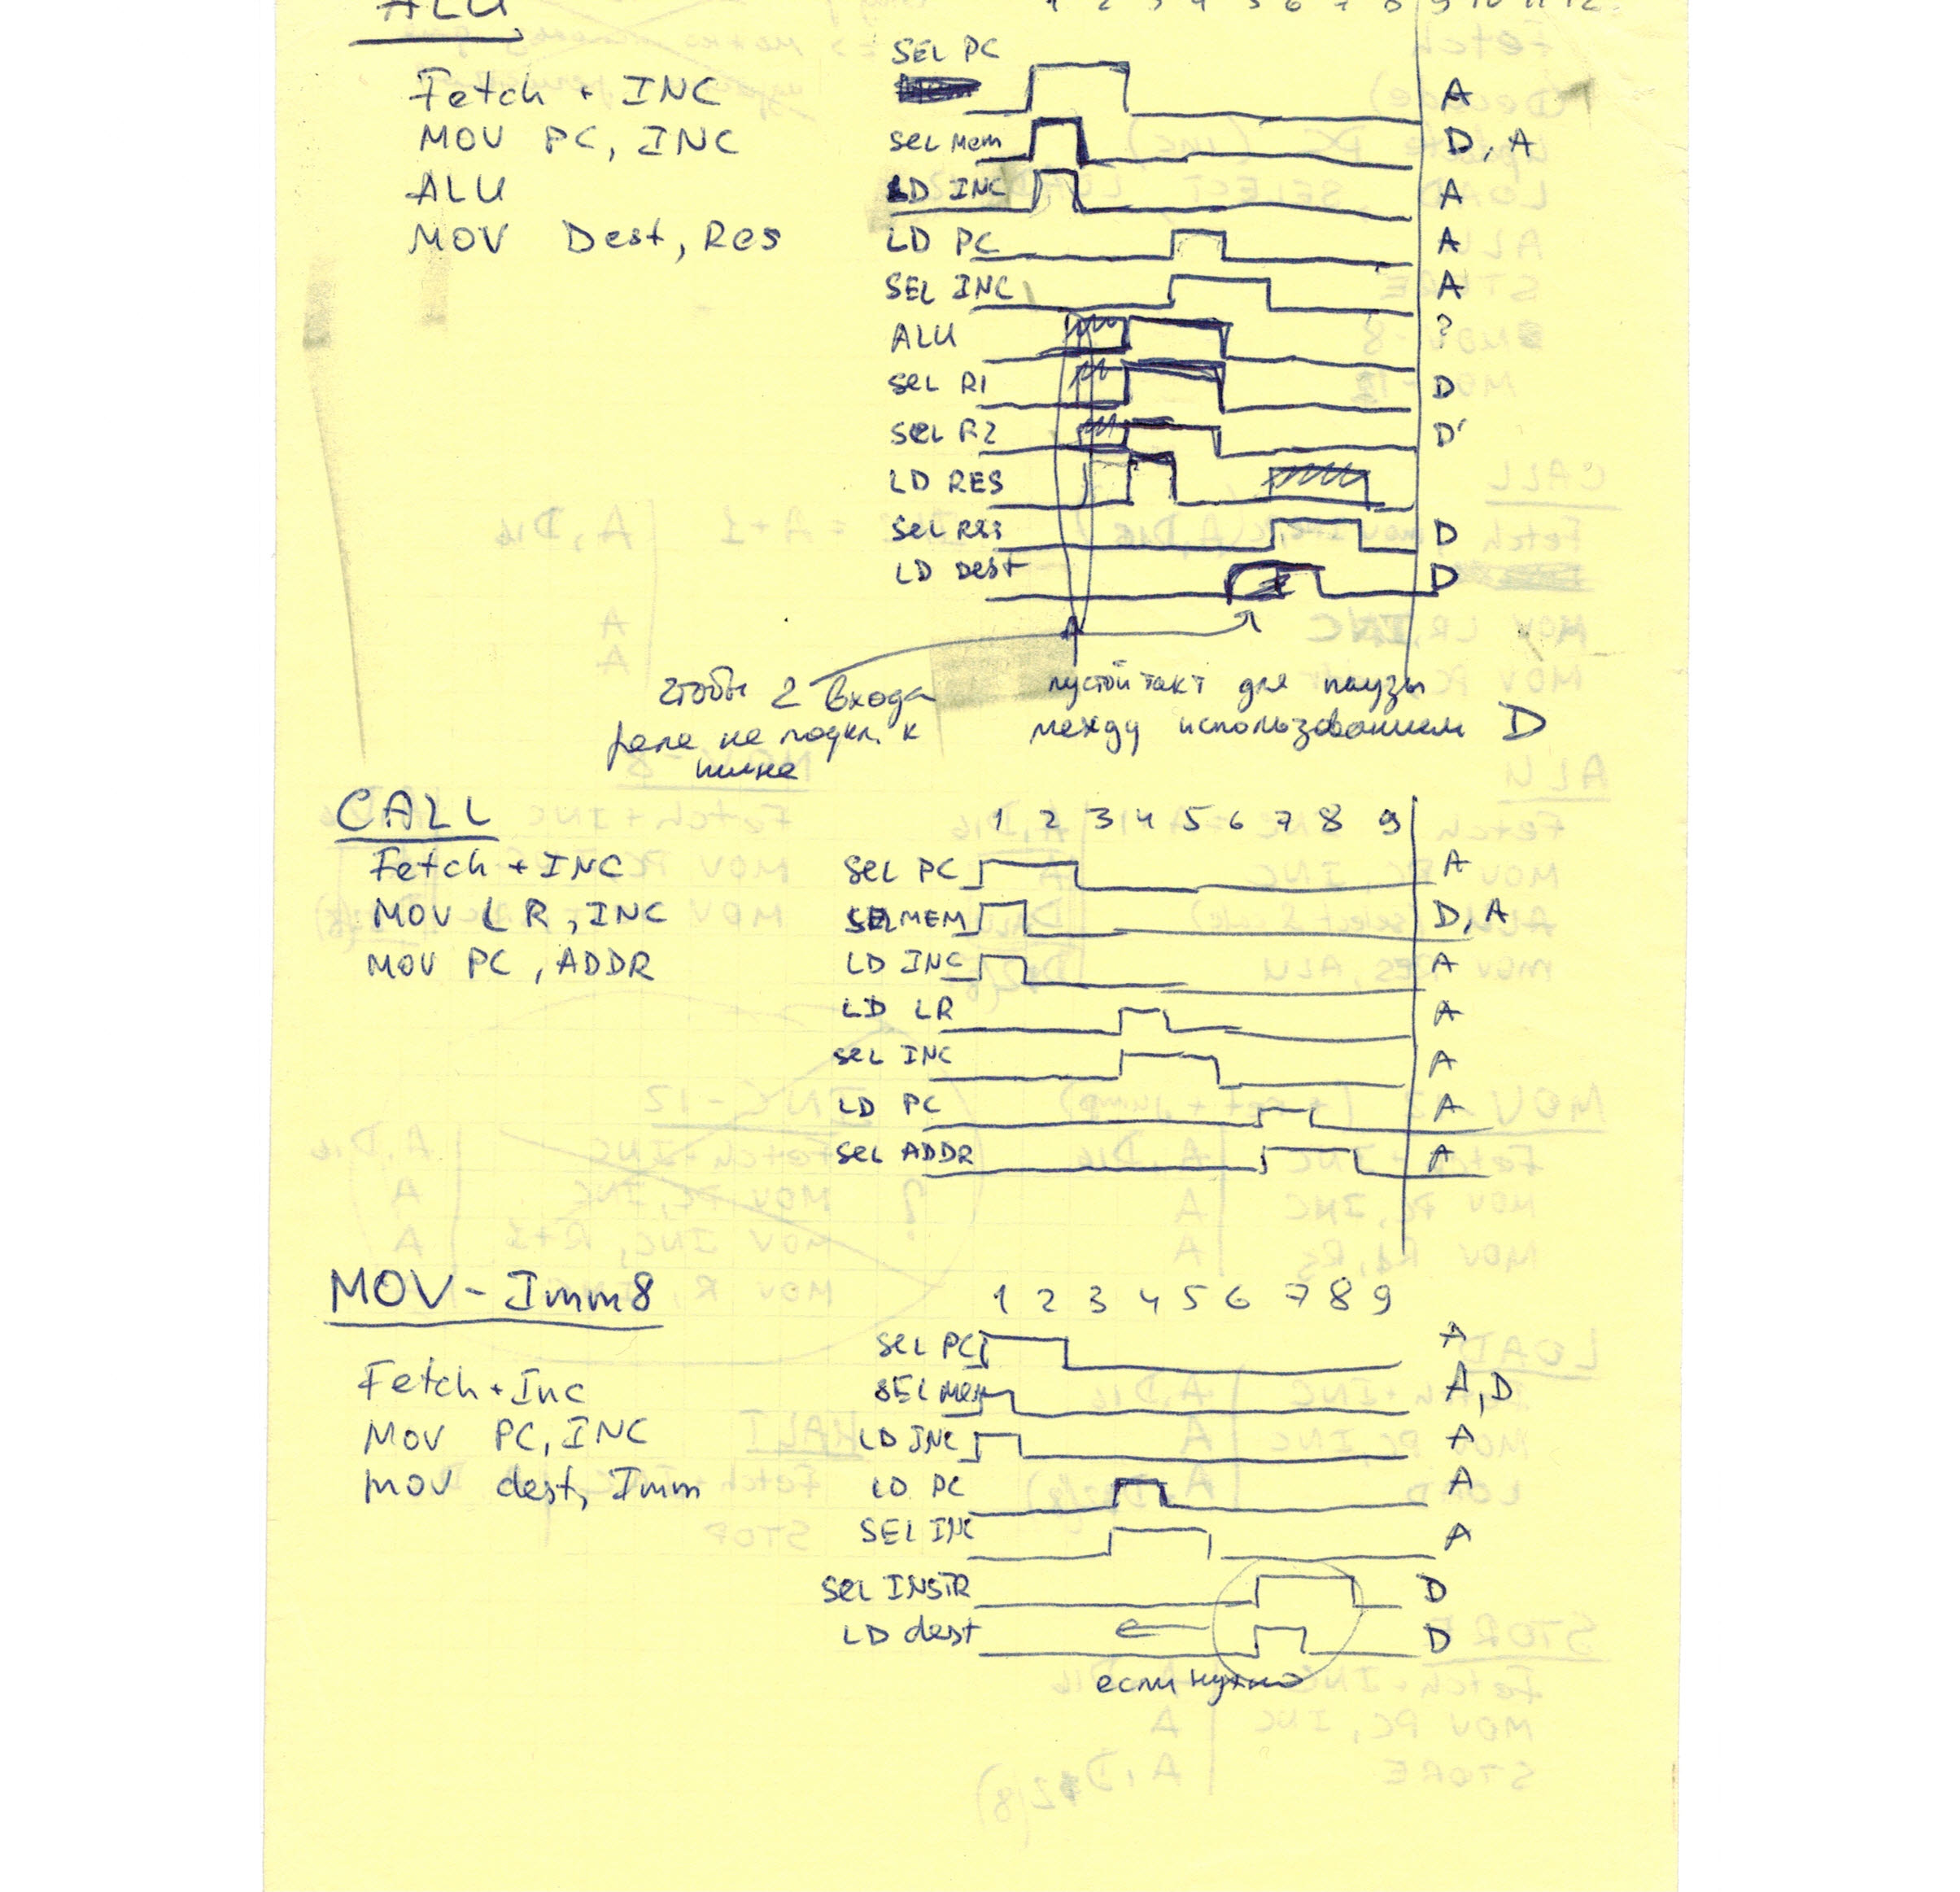 ALU
1 2 3 4 5 6 7 8 9 10 11 12
Fetch + INC
MOV PC, INC
ALU
MOV Dest, Res
SEL PC A
Sel Mem D, A
LD INC A
LD PC A
SEL INC A
ALU ?
Sel R1 D
Sel R2 D'
LD RES
Sel RES D
LD Dest D
чтобы 2 входа
реле не подкл. к
шине
пустой такт для паузы
между использованием D
CALL
Fetch + INC
MOV LR, INC
MOV PC, ADDR
1 2 3 4 5 6 7 8 9
Sel PC A
SEL MEM D, A
LD INC A
LD LR A
Sel INC A
LD PC A
Sel ADDR A
MOV - Imm8
Fetch + Inc
Mov PC, INC
mov dest, Imm
1 2 3 4 5 6 7 8 9
Sel PC A
SEL Mem A, D
LD INC A
LD PC A
SEL INC A
Sel INSTR D
LD dest D
если нужно